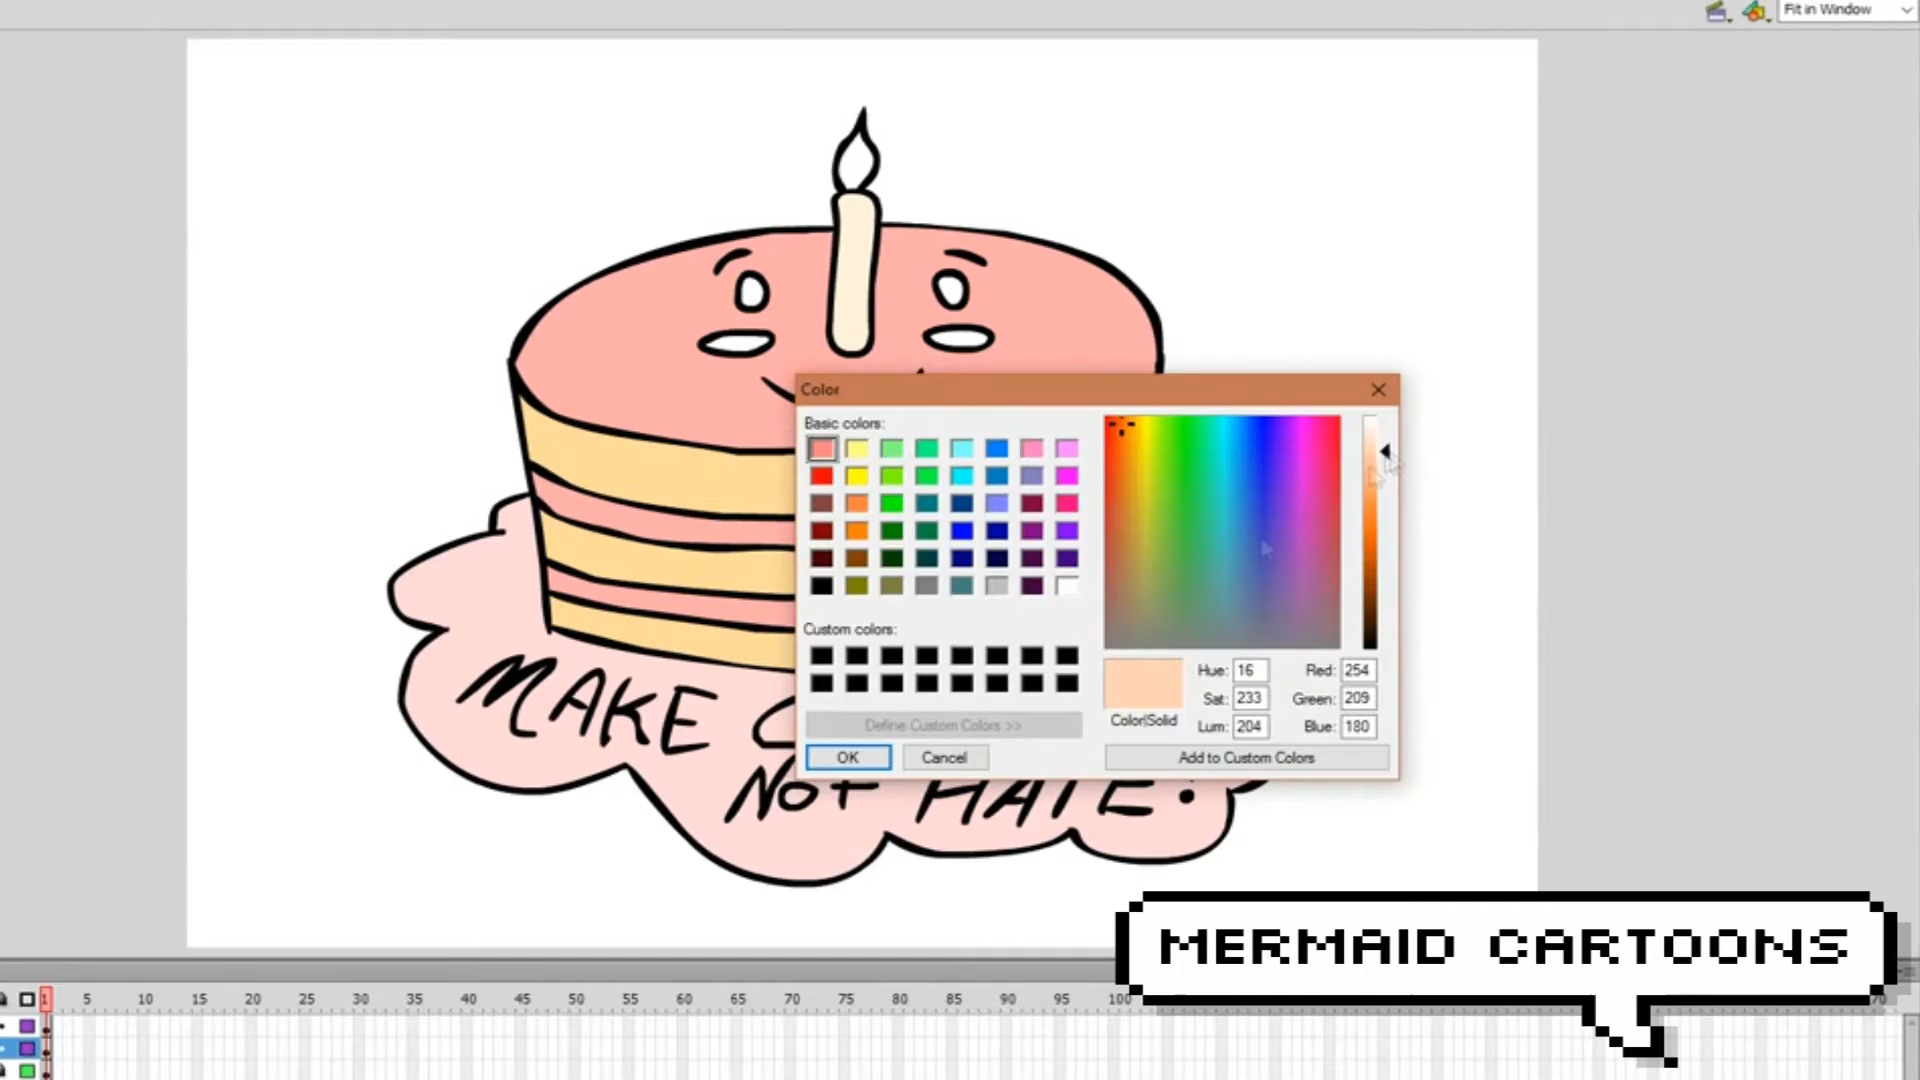 Fit in Window
Color
Basic colors:
Custom colors:
Define Custom Colors >>
OK
Cancel
Hue: 16
Sat: 233
Lum: 204
Red: 254
Green: 209
Blue: 180
Color|Solid
Add to Custom Colors
MAKE
NOT HATE!
MERMAID CARTOONS
1 5 10 15 20 25 30 35 40 45 50 55 60 65 70 75 80 85 90 95 100